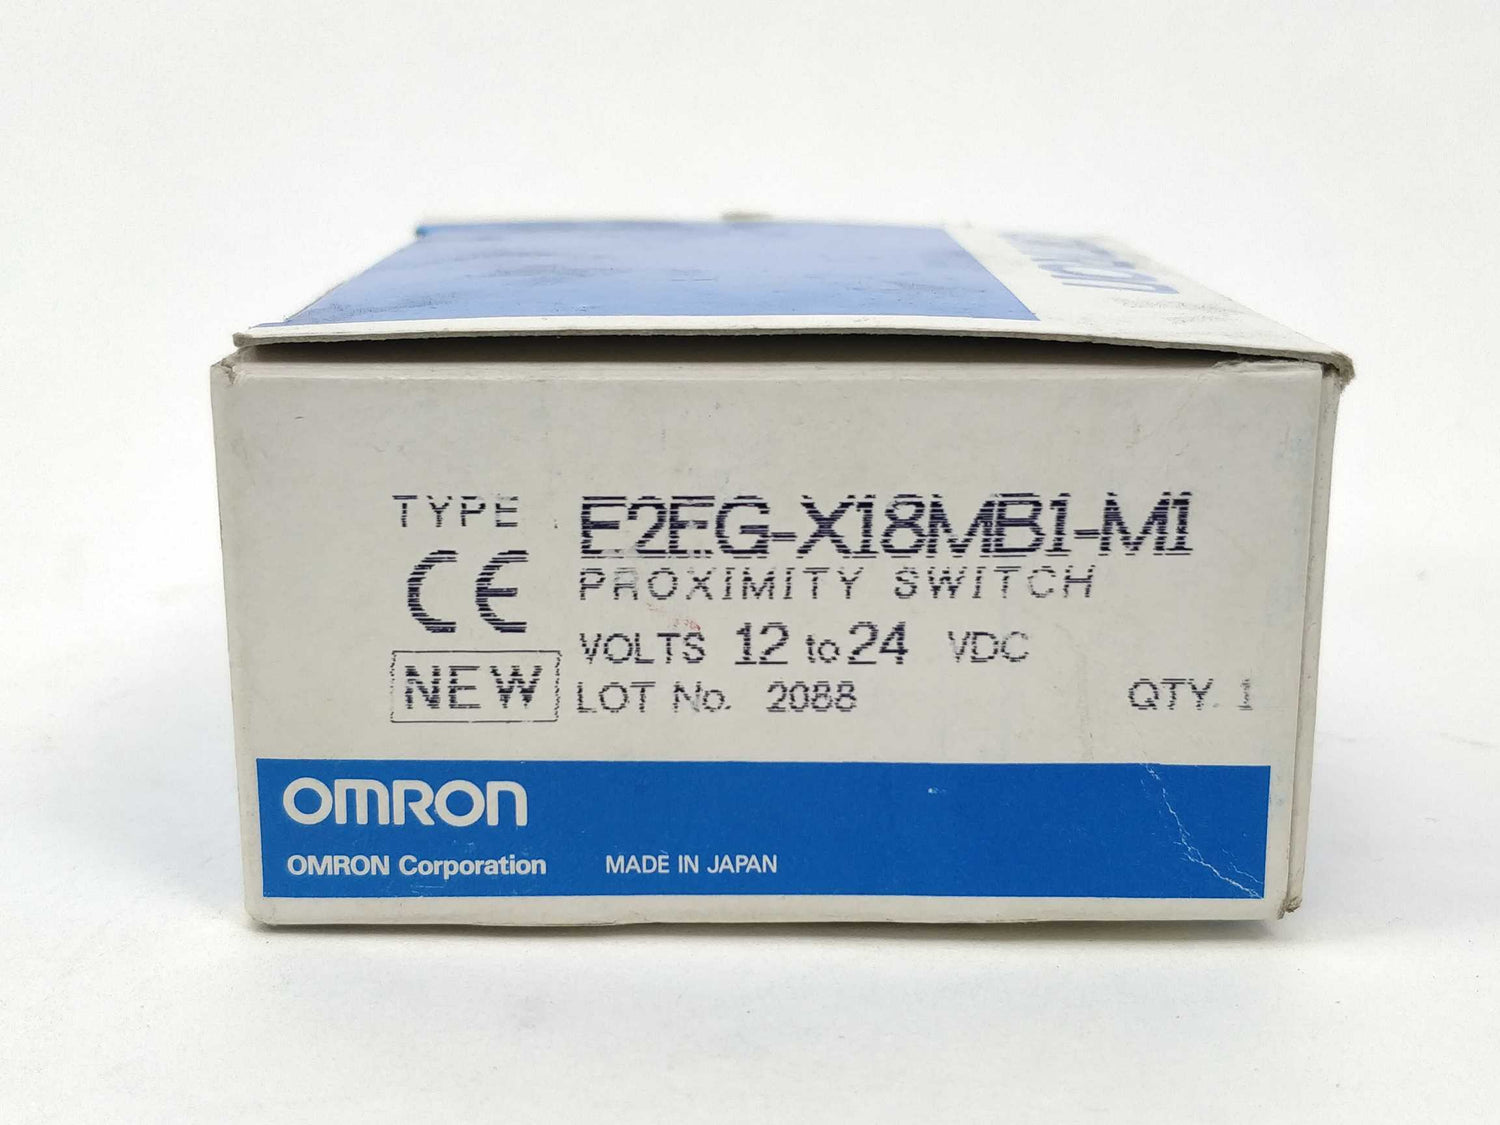 omron
TYPE E2EG-X18MB1-M1
CE PROXIMITY SWITCH
VOLTS 12 to 24 VDC
NEW LOT No. 2088 QTY. 1
OMRON
OMRON Corporation MADE IN JAPAN